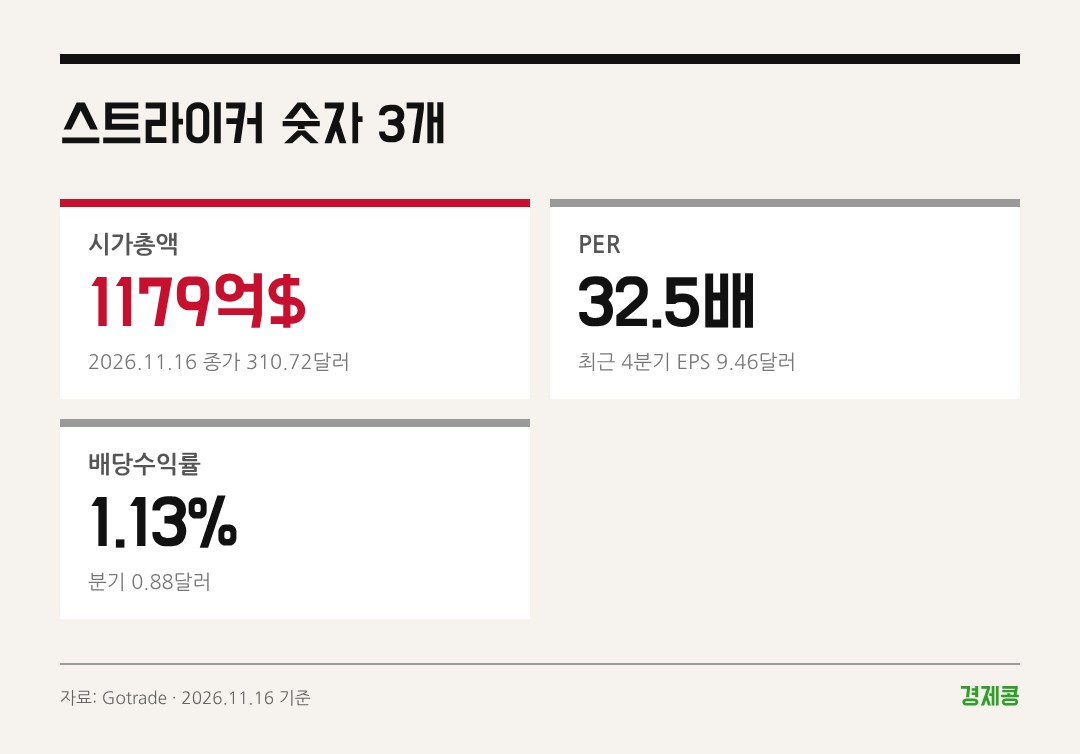 스트라이커 숫자 3개
시가총액
1179억$
2026.11.16 종가 310.72달러
PER
32.5배
최근 4분기 EPS 9.46달러
배당수익률
1.13%
분기 0.88달러
자료: Gotrade · 2026.11.16 기준
경제콩